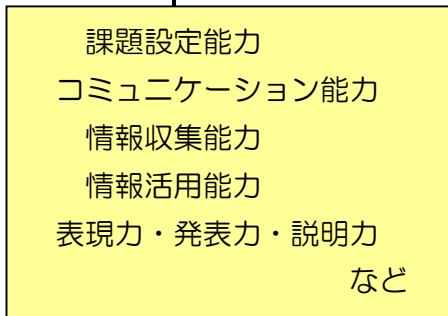 課題設定能力
コミュニケーション能力
情報収集能力
情報活用能力
表現力・発表力・説明力
など